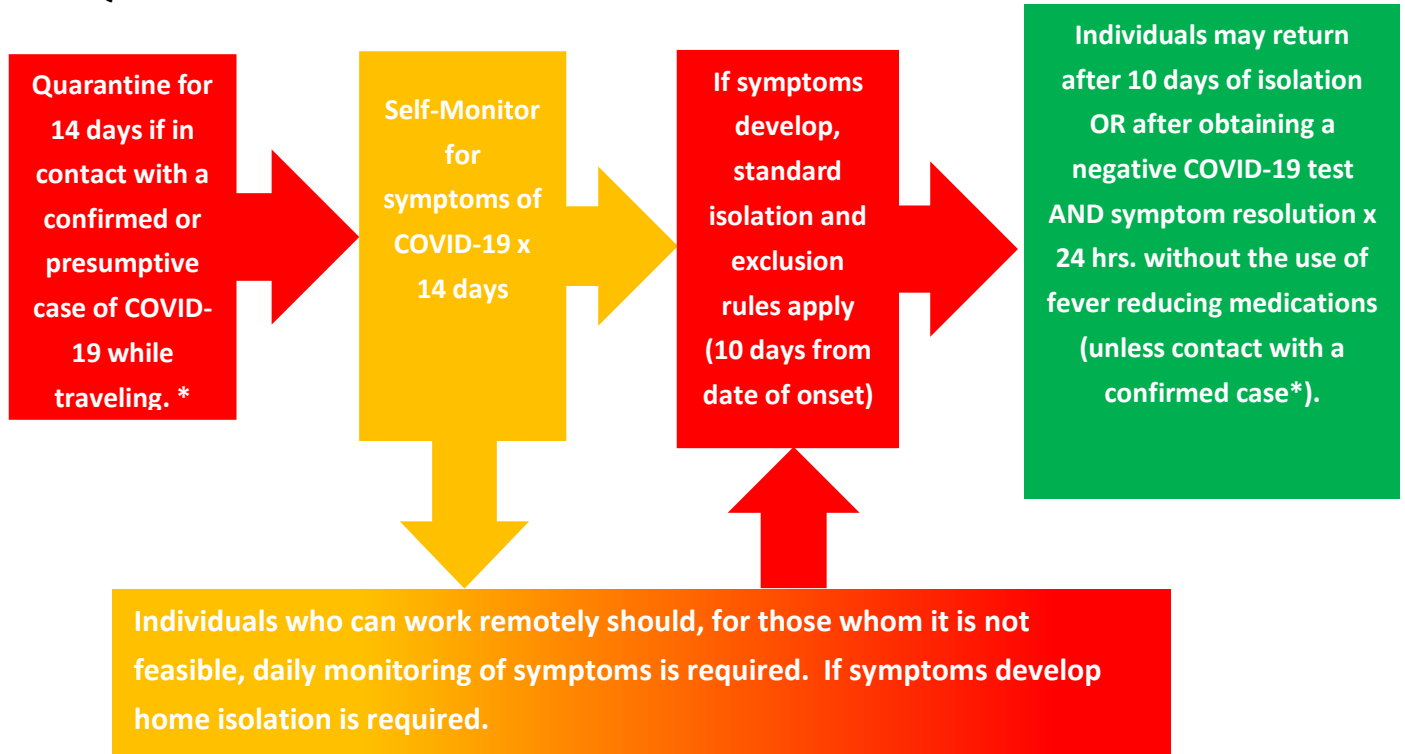 Quarantine for
14 days if in
contact with a
confirmed or
presumptive
case of COVID-
19 while
traveling. *
Self-Monitor
for
symptoms of
COVID-19 x
14 days
If symptoms
develop,
standard
isolation and
exclusion
rules apply
(10 days from
date of onset)
Individuals may return
after 10 days of isolation
OR after obtaining a
negative COVID-19 test
AND symptom resolution x
24 hrs. without the use of
fever reducing medications
(unless contact with a
confirmed case*).
Individuals who can work remotely should, for those whom it is not
feasible, daily monitoring of symptoms is required.  If symptoms develop
home isolation is required.